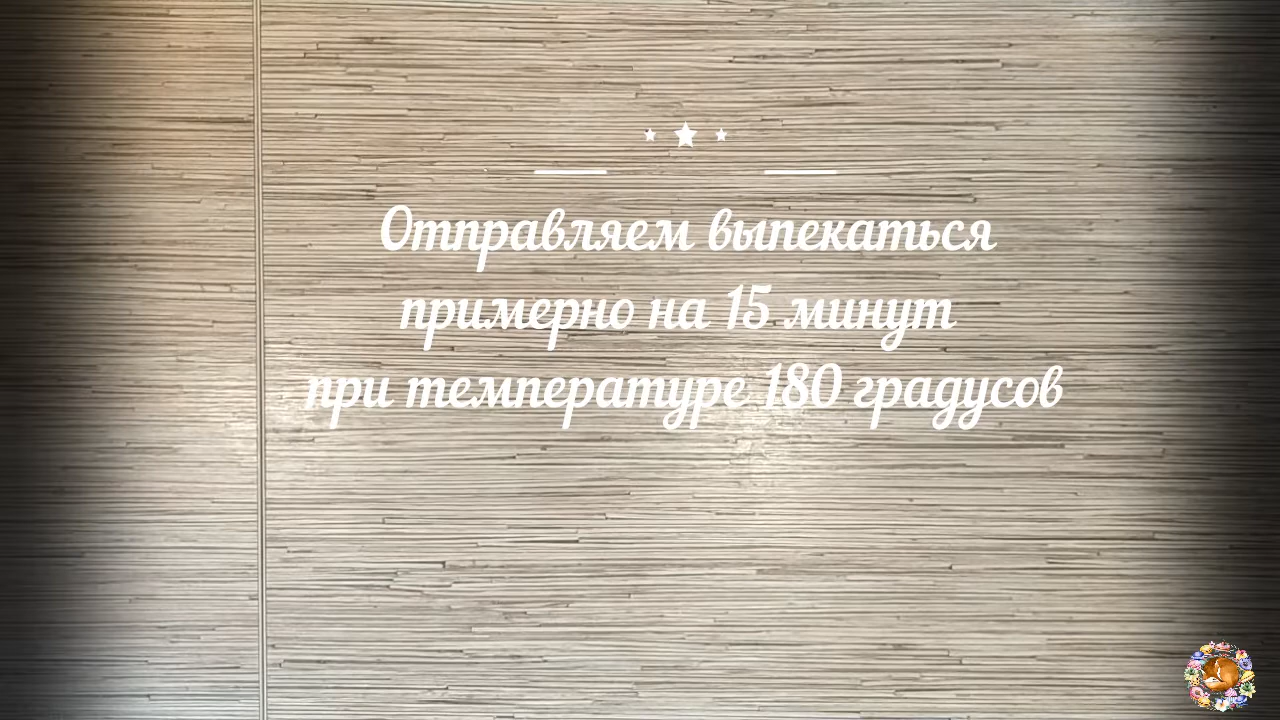 Отправляем выпекаться
примерно на 15 минут
при температуре 180 градусов